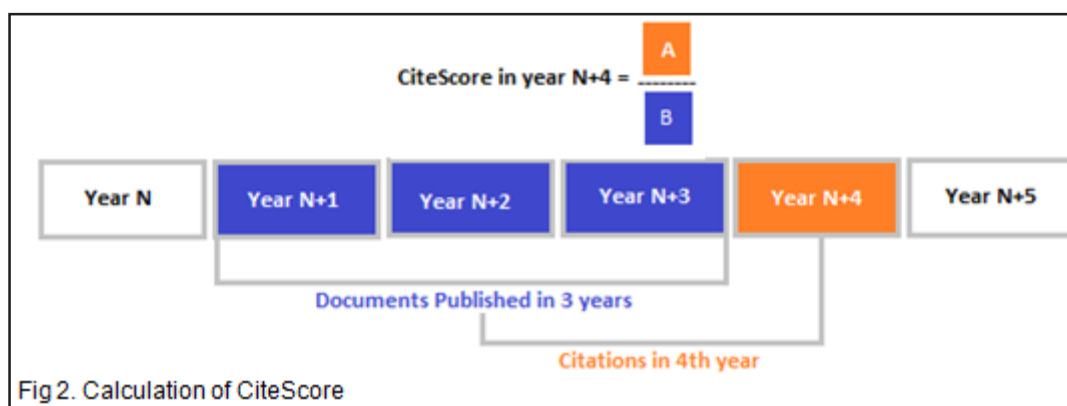 A
CiteScore in year N+4 = --------
B
Year N Year N+1 Year N+2 Year N+3 Year N+4 Year N+5
Documents Published in 3 years
Citations in 4th year
Fig 2. Calculation of CiteScore